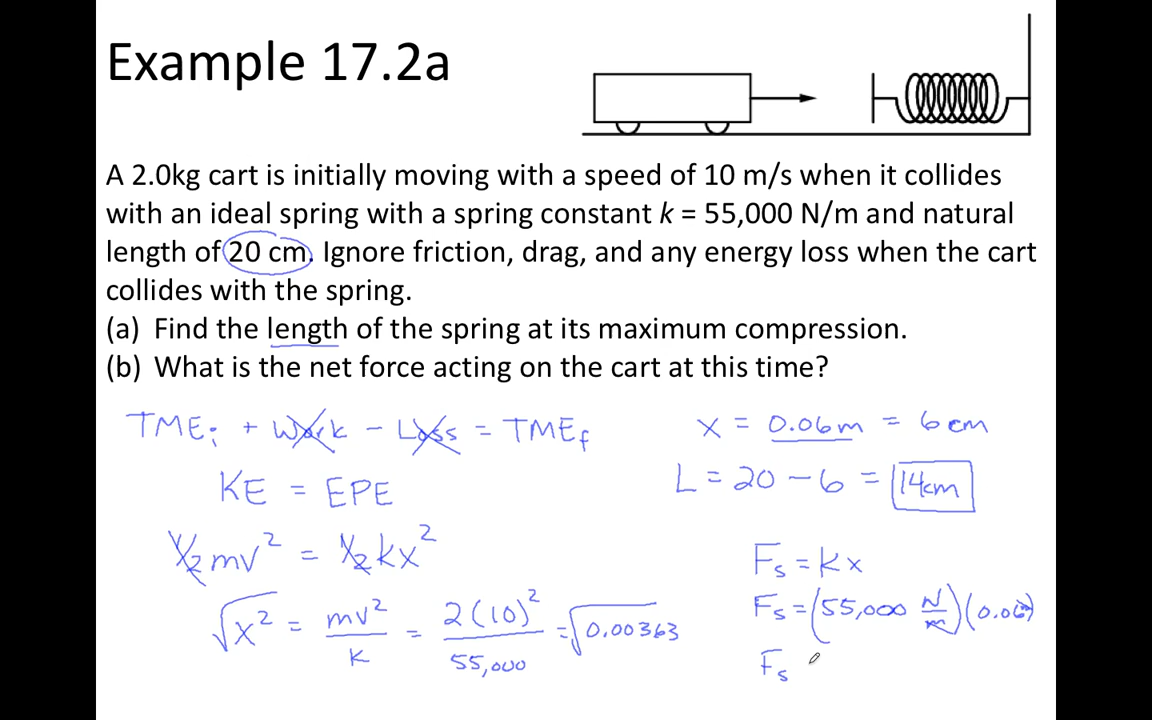 Example 17.2a
A 2.0kg cart is initially moving with a speed of 10 m/s when it collides
with an ideal spring with a spring constant k = 55,000 N/m and natural
length of 20 cm. Ignore friction, drag, and any energy loss when the cart
collides with the spring.
(a) Find the length of the spring at its maximum compression.
(b) What is the net force acting on the cart at this time?
TMEi + Work - Loss = TMEf
KE = EPE
1/2 mv² = 1/2 kx²
√x² = mv²/k = 2(10)²/55,000 = √0.00363
x = 0.06m = 6cm
L = 20 - 6 = 14cm
Fs = kx
Fs = (55,000 N/m)(0.06)
Fs